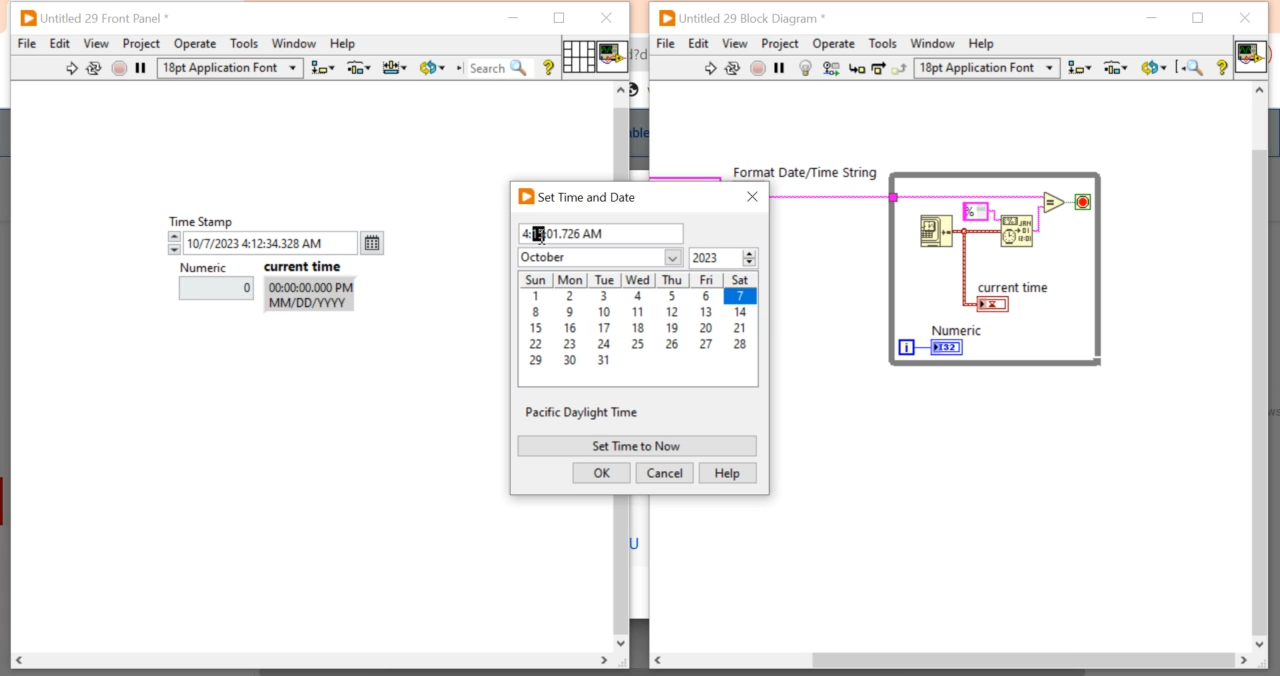 Untitled 29 Front Panel *
File Edit View Project Operate Tools Window Help
18pt Application Font
Search
Time Stamp
10/7/2023 4:12:34.328 AM
Numeric
0
current time
00:00:00.000 PM
MM/DD/YYYY
Set Time and Date
4:13:01.726 AM
October
2023
Sun Mon Tue Wed Thu Fri Sat
1 2 3 4 5 6 7
8 9 10 11 12 13 14
15 16 17 18 19 20 21
22 23 24 25 26 27 28
29 30 31
Pacific Daylight Time
Set Time to Now
OK Cancel Help
U
Untitled 29 Block Diagram *
File Edit View Project Operate Tools Window Help
18pt Application Font
Format Date/Time String
current time
Numeric
i
I32